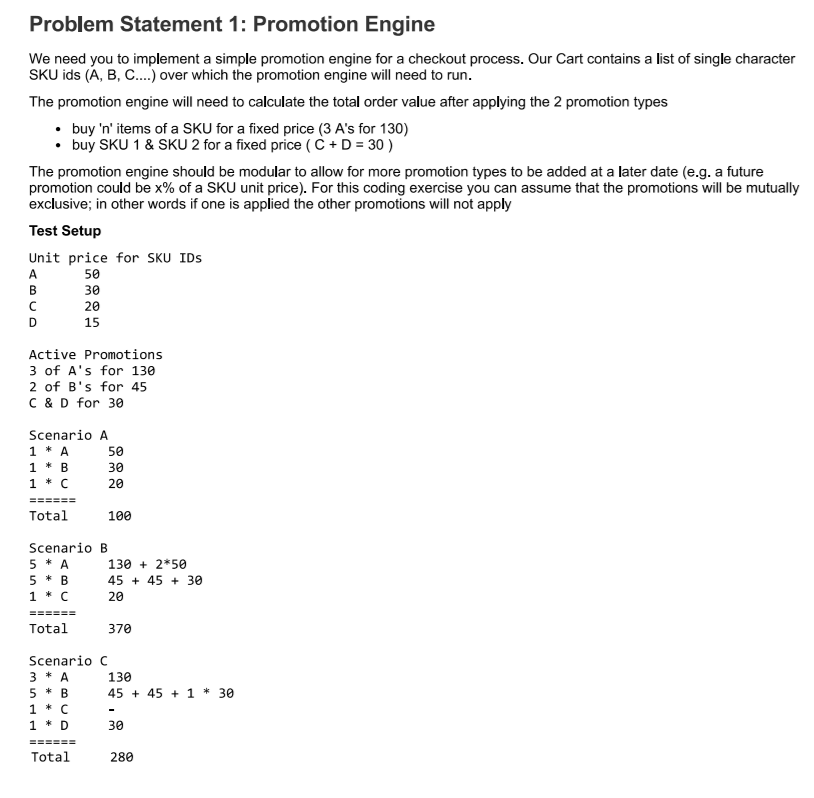 Problem Statement 1: Promotion Engine
We need you to implement a simple promotion engine for a checkout process. Our Cart contains a list of single character
SKU ids (A, B, C....) over which the promotion engine will need to run.
The promotion engine will need to calculate the total order value after applying the 2 promotion types
• buy 'n' items of a SKU for a fixed price (3 A's for 130)
• buy SKU 1 & SKU 2 for a fixed price ( C + D = 30 )
The promotion engine should be modular to allow for more promotion types to be added at a later date (e.g. a future
promotion could be x% of a SKU unit price). For this coding exercise you can assume that the promotions will be mutually
exclusive; in other words if one is applied the other promotions will not apply
Test Setup
Unit price for SKU IDs
A 50
B 30
C 20
D 15
Active Promotions
3 of A's for 130
2 of B's for 45
C & D for 30
Scenario A
1 * A 50
1 * B 30
1 * C 20
======
Total 100
Scenario B
5 * A 130 + 2*50
5 * B 45 + 45 + 30
1 * C 20
======
Total 370
Scenario C
3 * A 130
5 * B 45 + 45 + 1 * 30
1 * C -
1 * D 30
======
Total 280